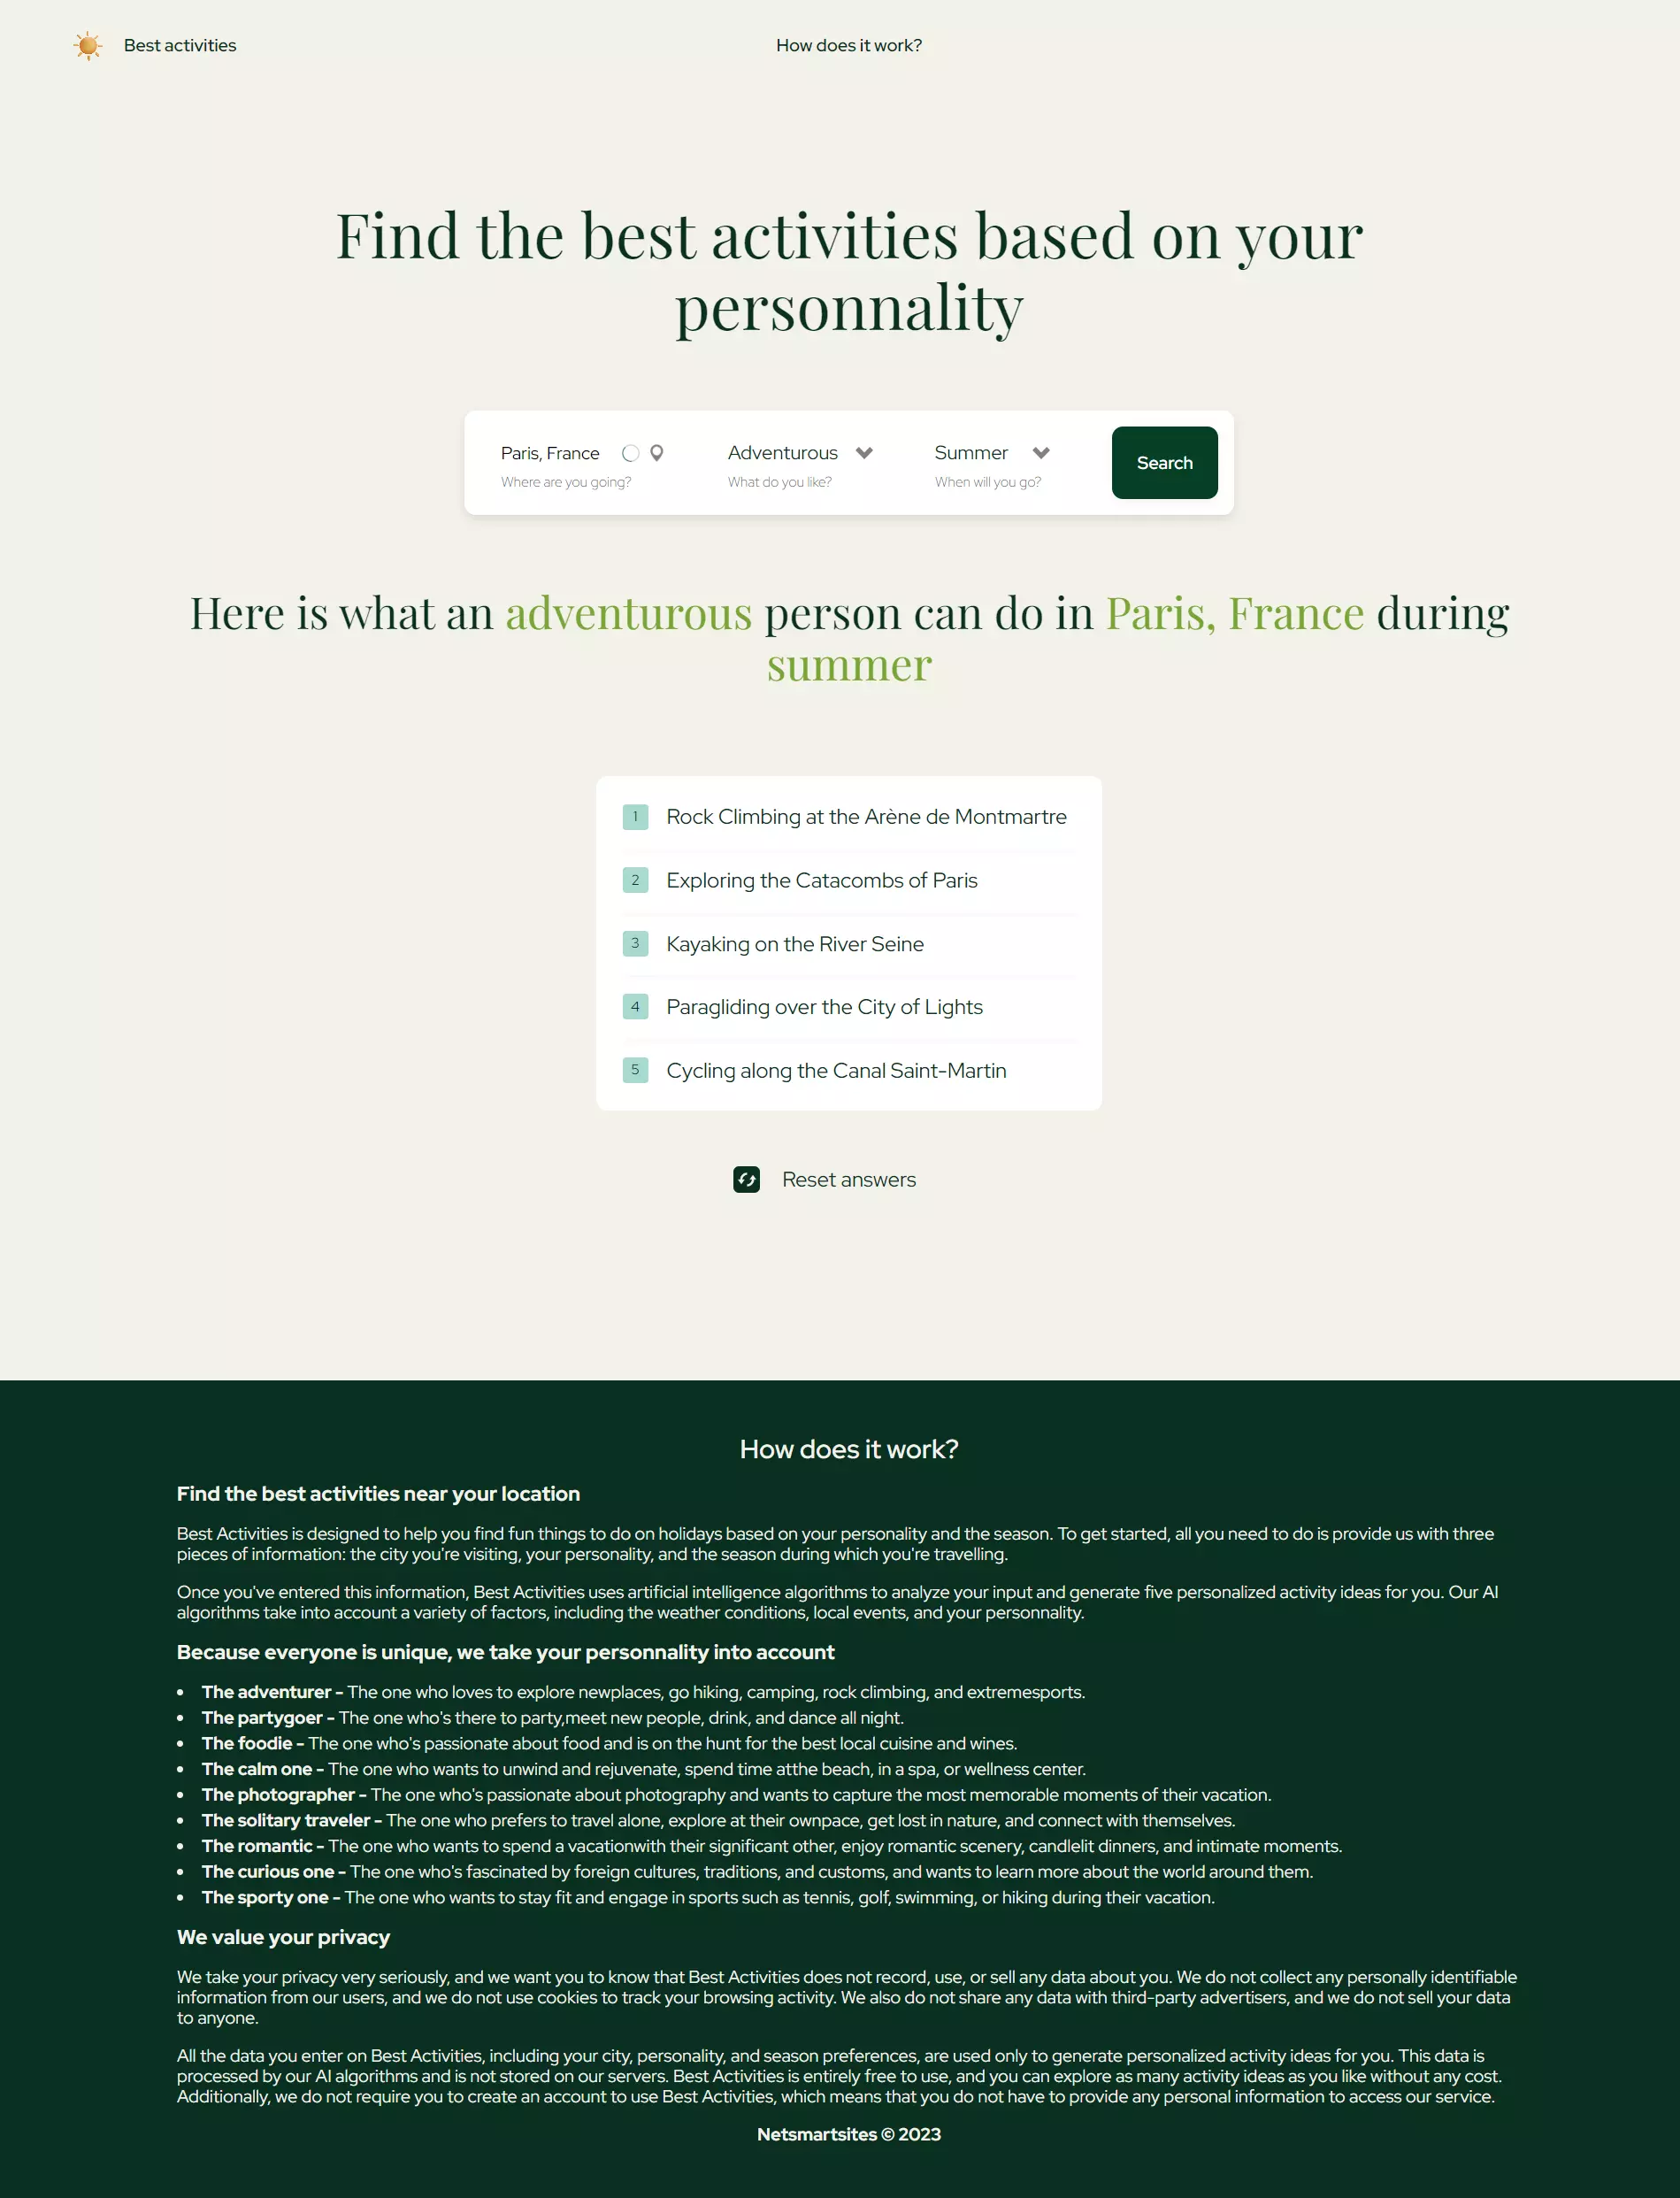 Best activities
How does it work?
Find the best activities based on your
personnality
Paris, France
Where are you going?
Adventurous
What do you like?
Summer
When will you go?
Search
Here is what an adventurous person can do in Paris, France during
summer
1 Rock Climbing at the Arène de Montmartre
2 Exploring the Catacombs of Paris
3 Kayaking on the River Seine
4 Paragliding over the City of Lights
5 Cycling along the Canal Saint-Martin
Reset answers
How does it work?
Find the best activities near your location
Best Activities is designed to help you find fun things to do on holidays based on your personality and the season. To get started, all you need to do is provide us with three
pieces of information: the city you're visiting, your personality, and the season during which you're travelling.
Once you've entered this information, Best Activities uses artificial intelligence algorithms to analyze your input and generate five personalized activity ideas for you. Our AI
algorithms take into account a variety of factors, including the weather conditions, local events, and your personnality.
Because everyone is unique, we take your personnality into account
• The adventurer - The one who loves to explore newplaces, go hiking, camping, rock climbing, and extremesports.
• The partygoer - The one who's there to party,meet new people, drink, and dance all night.
• The foodie - The one who's passionate about food and is on the hunt for the best local cuisine and wines.
• The calm one - The one who wants to unwind and rejuvenate, spend time atthe beach, in a spa, or wellness center.
• The photographer - The one who's passionate about photography and wants to capture the most memorable moments of their vacation.
• The solitary traveler - The one who prefers to travel alone, explore at their ownpace, get lost in nature, and connect with themselves.
• The romantic - The one who wants to spend a vacationwith their significant other, enjoy romantic scenery, candlelit dinners, and intimate moments.
• The curious one - The one who's fascinated by foreign cultures, traditions, and customs, and wants to learn more about the world around them.
• The sporty one - The one who wants to stay fit and engage in sports such as tennis, golf, swimming, or hiking during their vacation.
We value your privacy
We take your privacy very seriously, and we want you to know that Best Activities does not record, use, or sell any data about you. We do not collect any personally identifiable
information from our users, and we do not use cookies to track your browsing activity. We also do not share any data with third-party advertisers, and we do not sell your data
to anyone.
All the data you enter on Best Activities, including your city, personality, and season preferences, are used only to generate personalized activity ideas for you. This data is
processed by our AI algorithms and is not stored on our servers. Best Activities is entirely free to use, and you can explore as many activity ideas as you like without any cost.
Additionally, we do not require you to create an account to use Best Activities, which means that you do not have to provide any personal information to access our service.
Netsmartsites © 2023